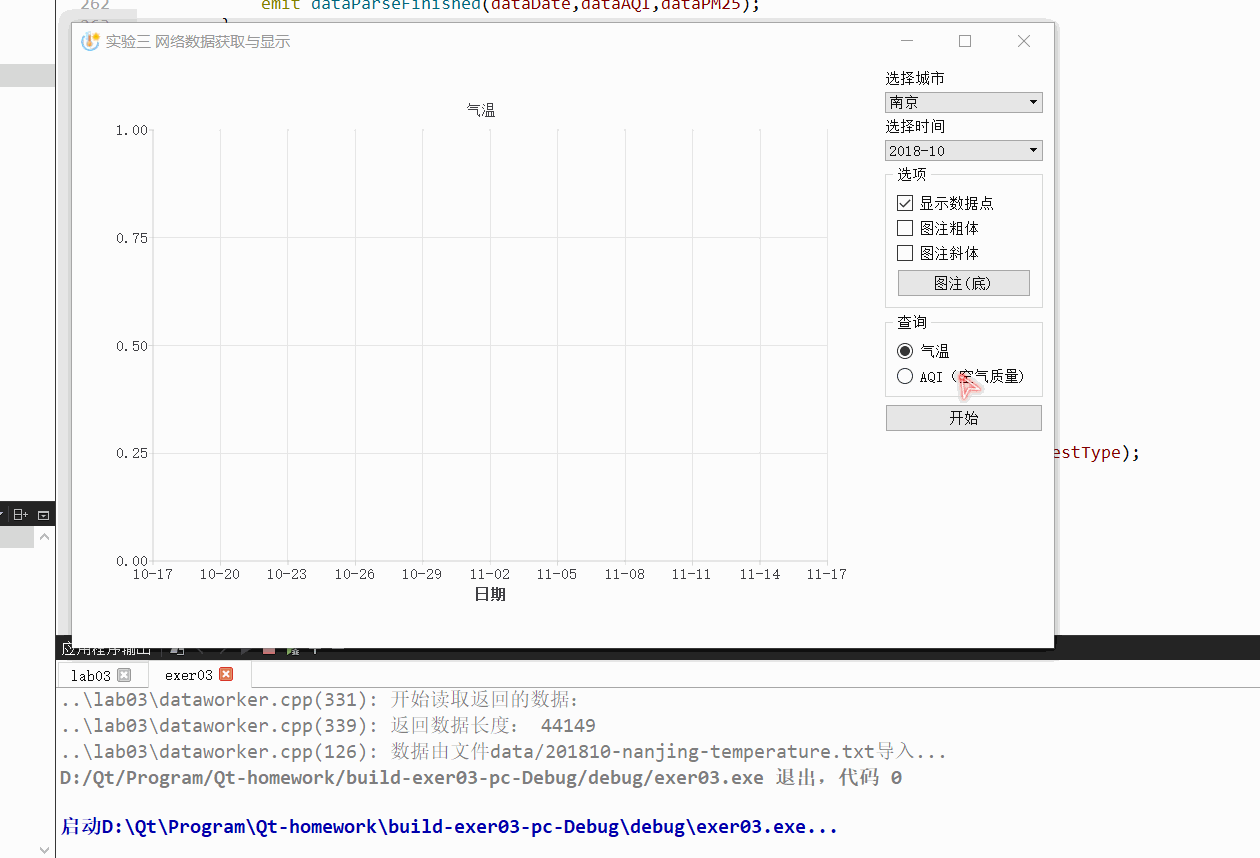 262
emit dataParseFinished(dataDate,dataAQI,dataPM25);
实验三 网络数据获取与显示
气温
1.00
0.75
0.50
0.25
0.00
10-17 10-20 10-23 10-26 10-29 11-02 11-05 11-08 11-11 11-14 11-17
日期
选择城市
南京
选择时间
2018-10
选项
显示数据点
图注粗体
图注斜体
图注(底)
查询
气温
AQI (空气质量)
开始
estType);
应用程序输出
lab03
exer03
..\lab03\dataworker.cpp(331): 开始读取返回的数据:
..\lab03\dataworker.cpp(339): 返回数据长度: 44149
..\lab03\dataworker.cpp(126): 数据由文件data/201810-nanjing-temperature.txt导入...
D:/Qt/Program/Qt-homework/build-exer03-pc-Debug/debug/exer03.exe 退出，代码 0
启动D:\Qt\Program\Qt-homework\build-exer03-pc-Debug\debug\exer03.exe...